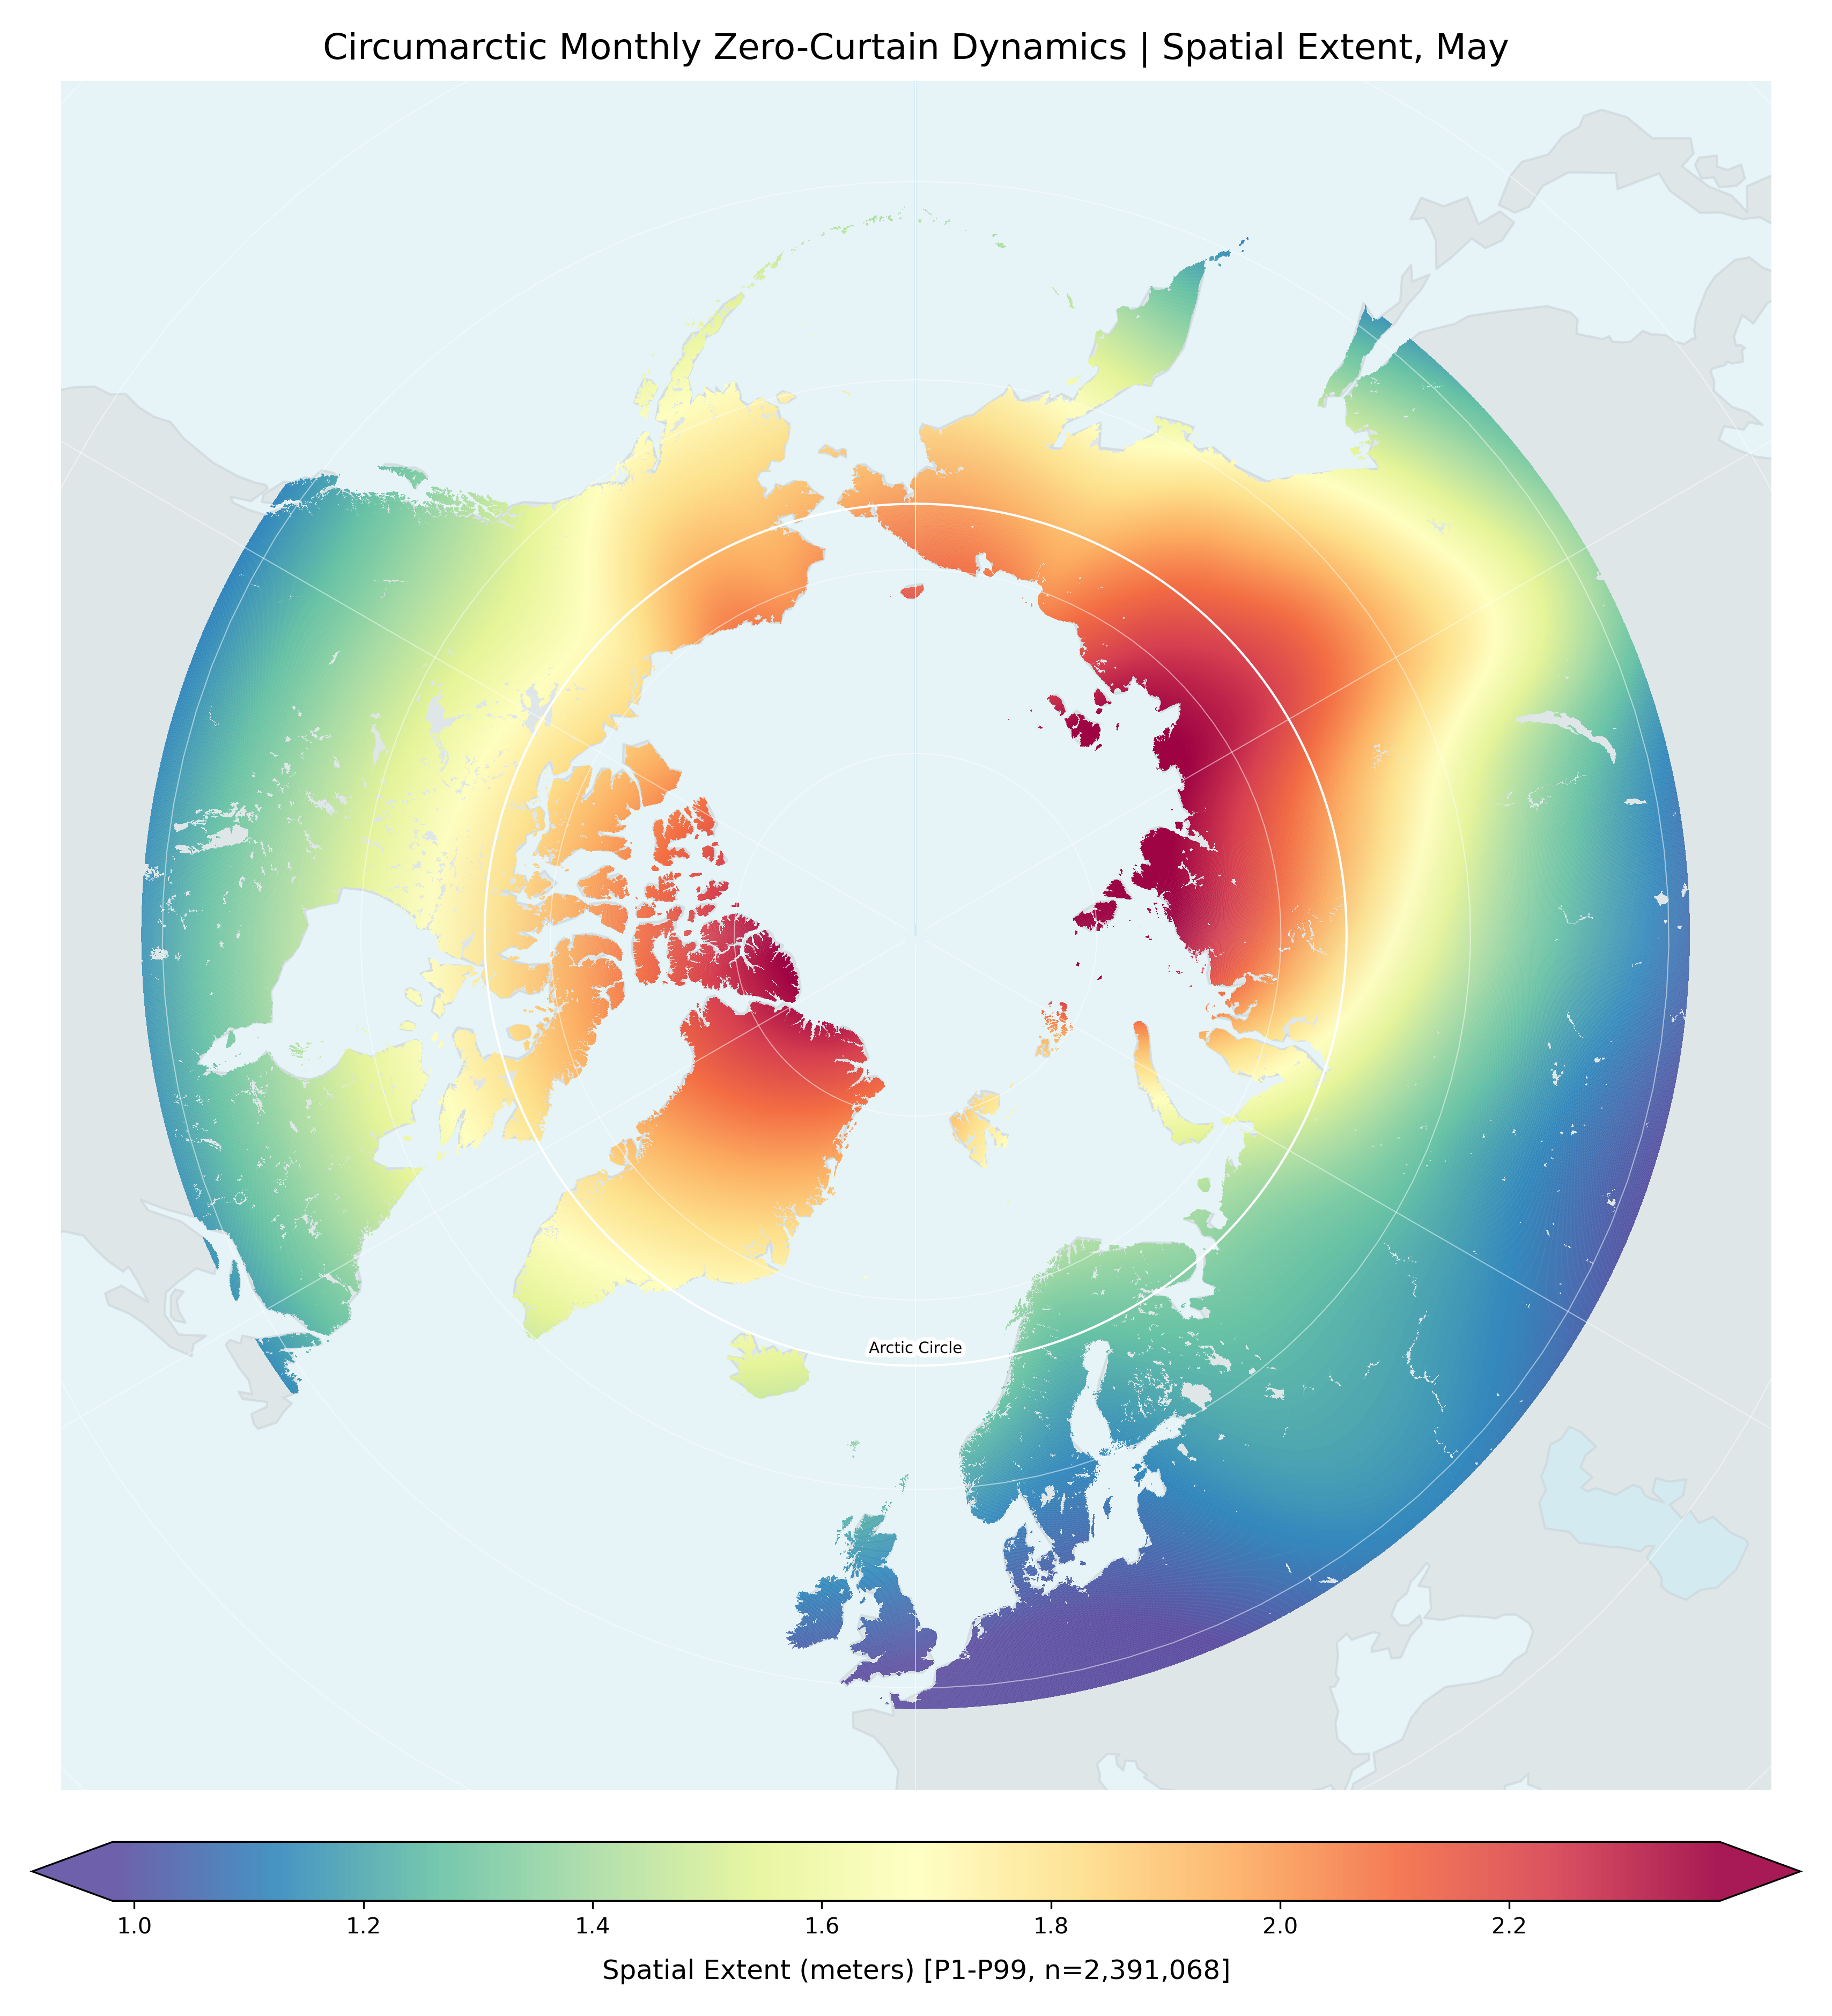 Circumarctic Monthly Zero-Curtain Dynamics | Spatial Extent, May
Arctic Circle
1.0 1.2 1.4 1.6 1.8 2.0 2.2
Spatial Extent (meters) [P1-P99, n=2,391,068]